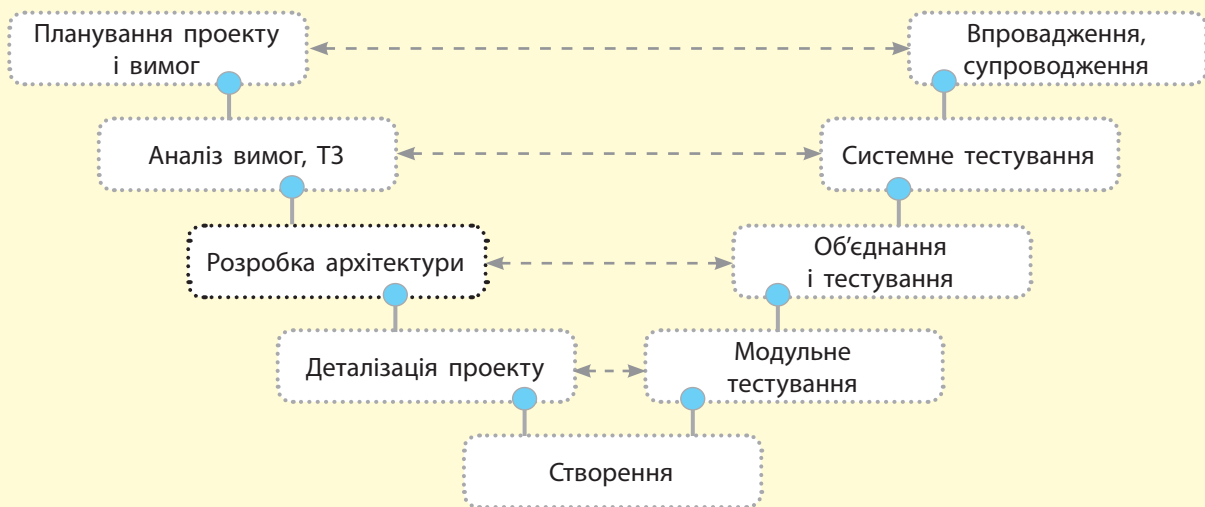 Планування проекту
і вимог
Впровадження,
супроводження
Аналіз вимог, ТЗ
Системне тестування
Розробка архітектури
Об’єднання
і тестування
Деталізація проекту
Модульне
тестування
Створення